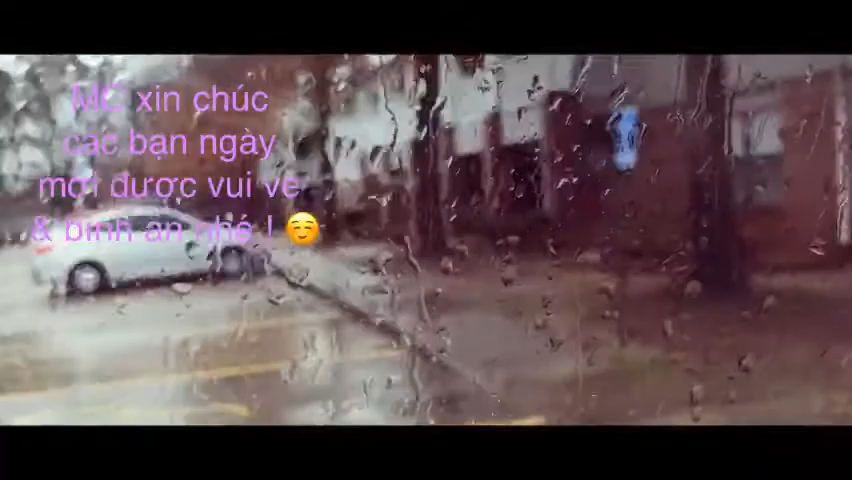 MC xin chúc
các bạn ngày
mới được vui vẻ
& bình an nhé ! ☺️